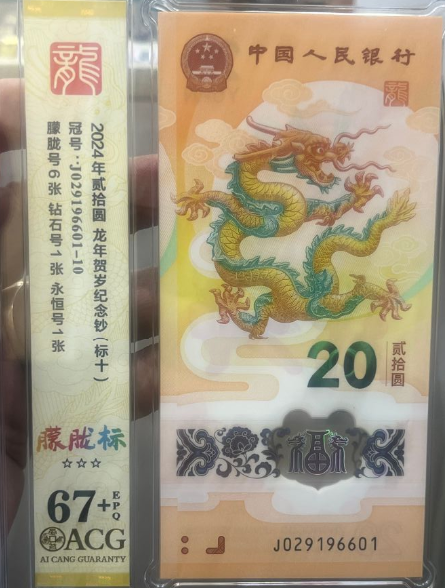 龍
2024年贰拾圆 龙年贺岁纪念钞(标十)
冠号:J029196601-10
朦胧号6张 钻石号1张 永恒号1张
朦胧标
☆☆☆
67+EPQ
ACG
AI CANG GUARANTY
中国人民银行
龍
20
贰拾圆
福
J029196601